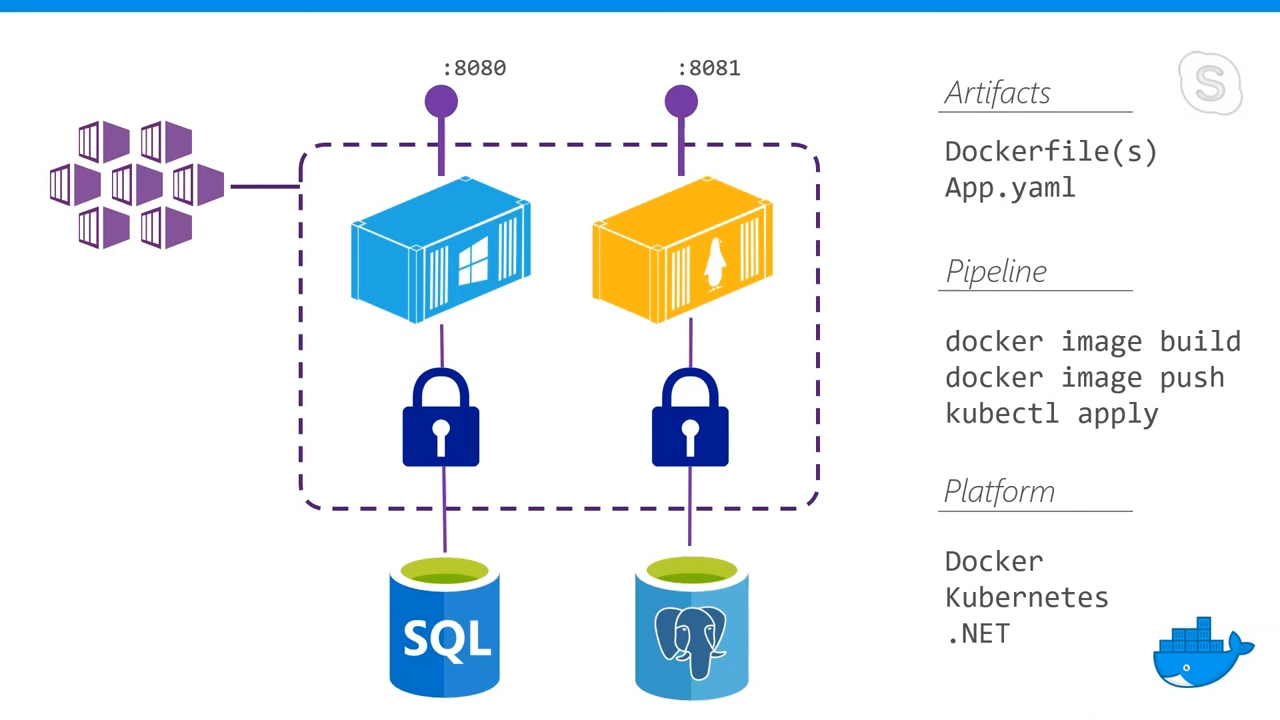 :8080
:8081
SQL
Artifacts
S
Dockerfile(s)
App.yaml
Pipeline
docker image build
docker image push
kubectl apply
Platform
Docker
Kubernetes
.NET